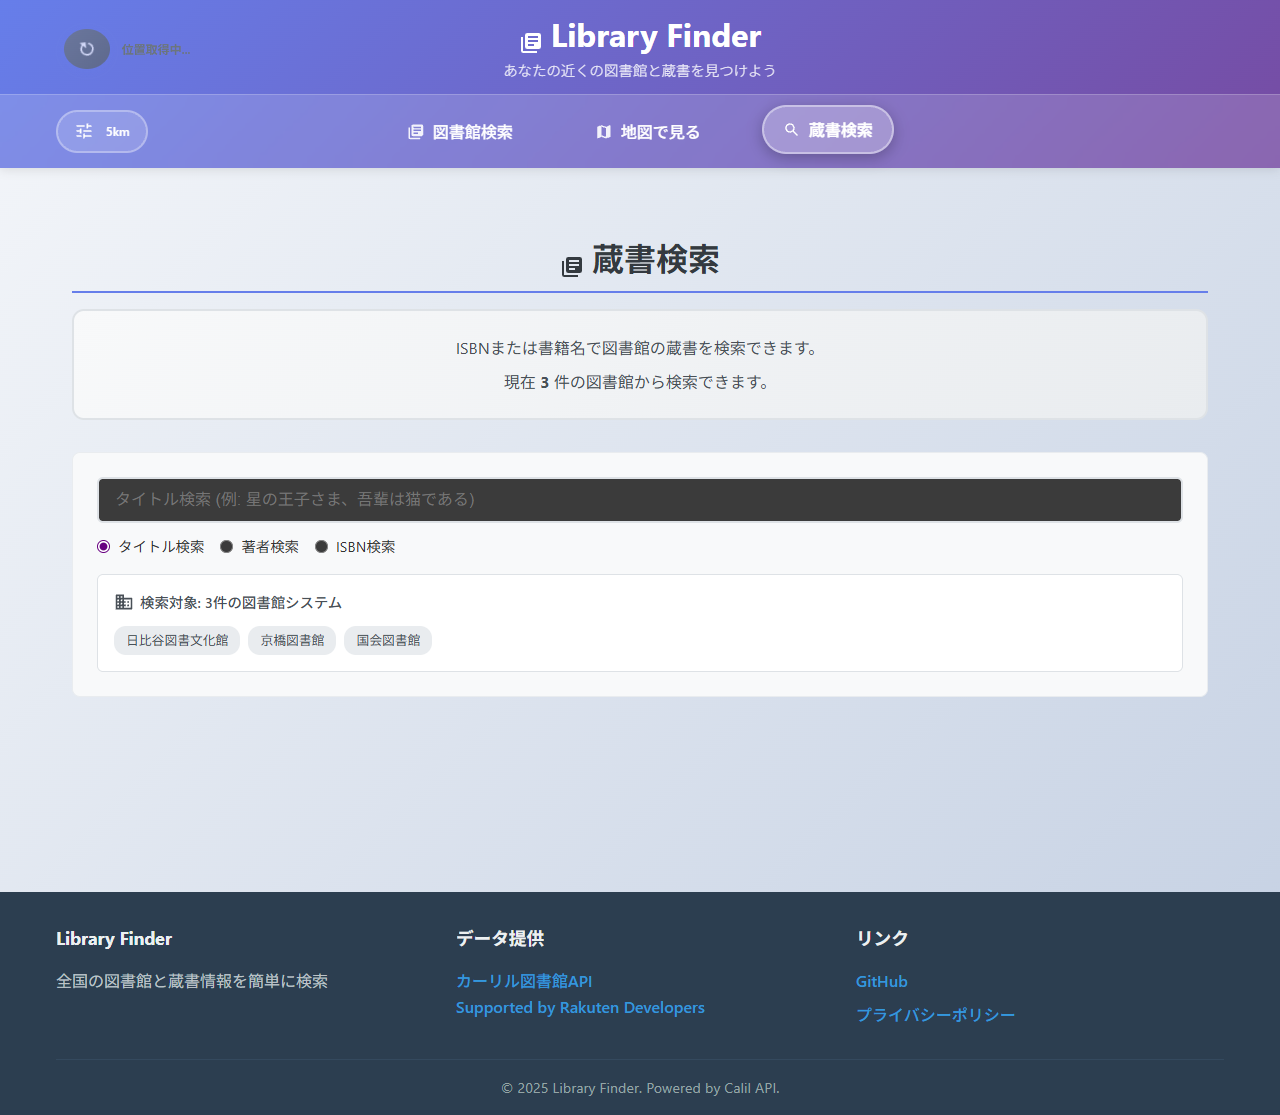 位置取得中...
Library Finder
あなたの近くの図書館と蔵書を見つけよう
5km
図書館検索
地図で見る
蔵書検索
蔵書検索
ISBNまたは書籍名で図書館の蔵書を検索できます。
現在 3 件の図書館から検索できます。
タイトル検索 (例: 星の王子さま、吾輩は猫である)
タイトル検索 著者検索 ISBN検索
検索対象: 3件の図書館システム
日比谷図書文化館 京橋図書館 国会図書館
Library Finder
全国の図書館と蔵書情報を簡単に検索
データ提供
カーリル図書館API
Supported by Rakuten Developers
リンク
GitHub
プライバシーポリシー
© 2025 Library Finder. Powered by Calil API.